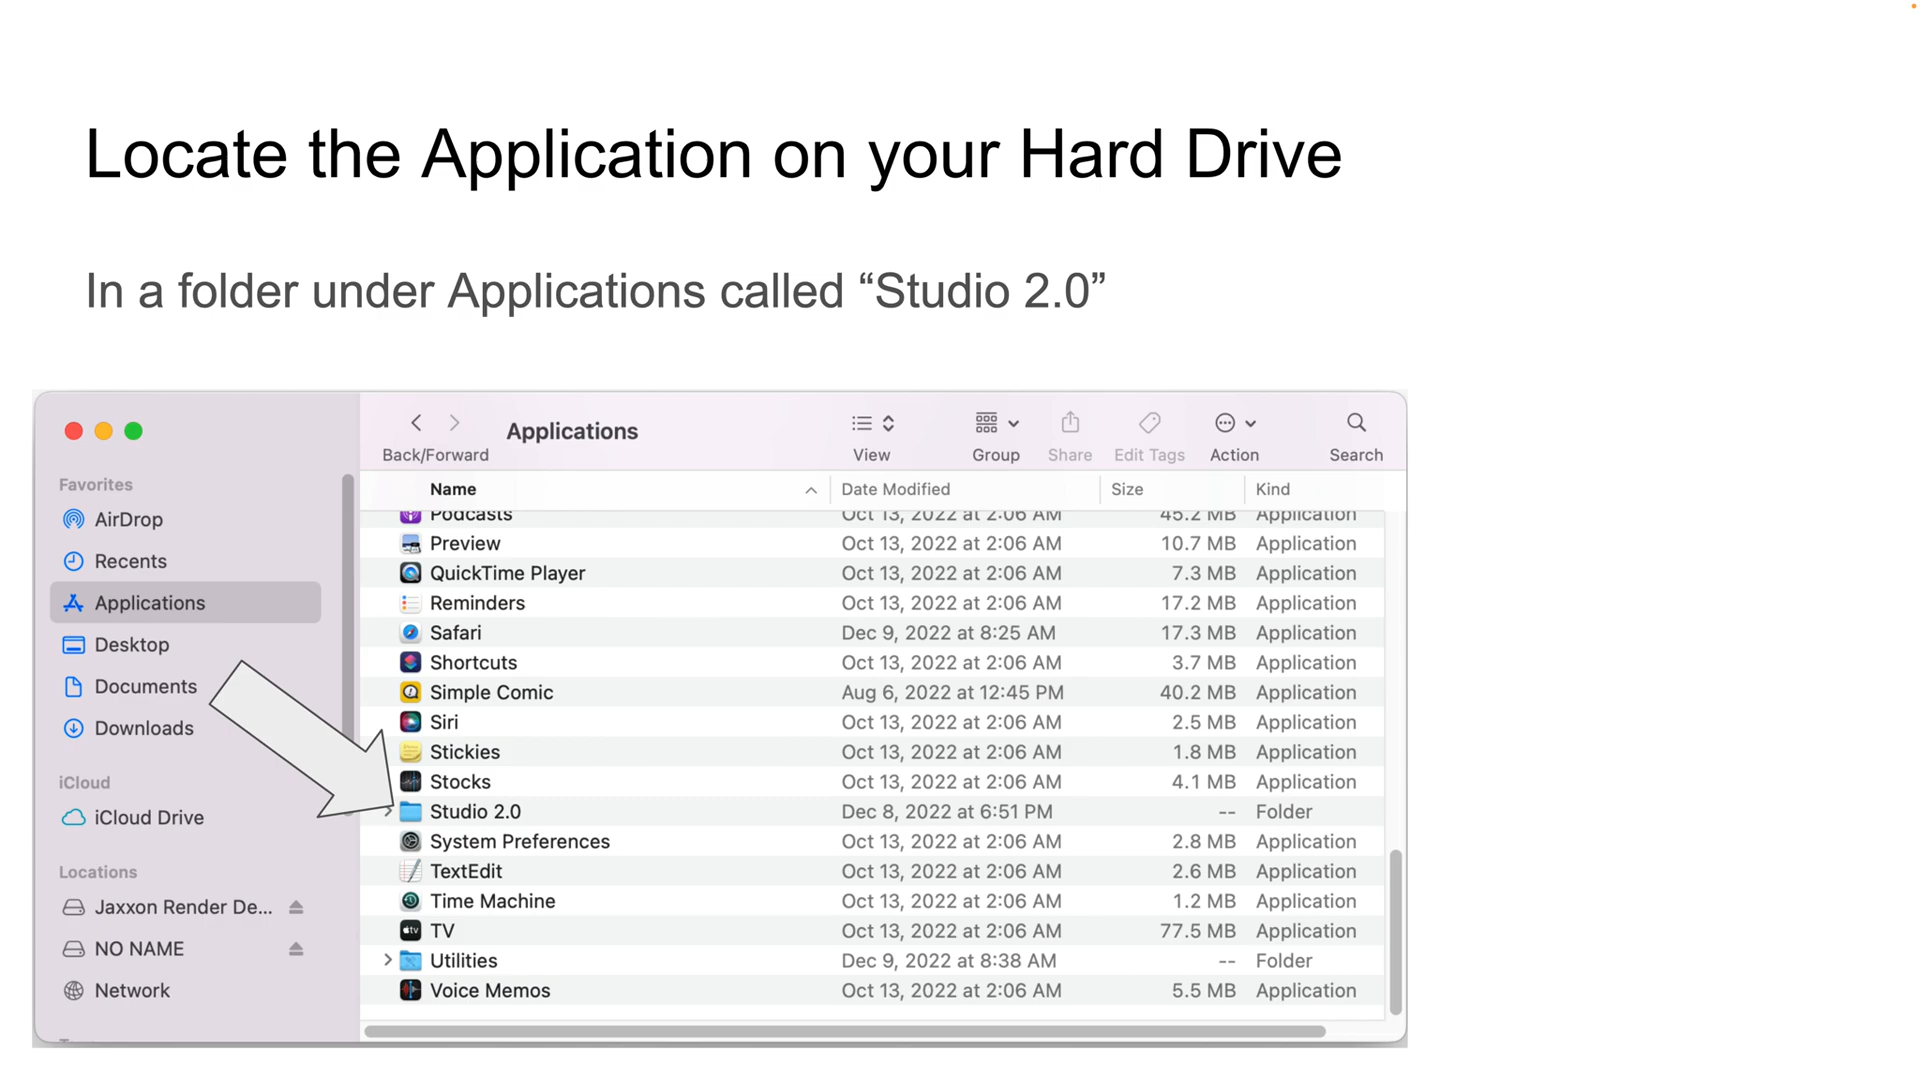 Locate the Application on your Hard Drive
In a folder under Applications called “Studio 2.0”
Applications
Back/Forward View Group Share Edit Tags Action Search
Favorites
AirDrop
Recents
Applications
Desktop
Documents
Downloads
iCloud
iCloud Drive
Locations
Jaxxon Render De...
NO NAME
Network
Name Date Modified Size Kind
Podcasts Oct 13, 2022 at 2:06 AM 45.2 MB Application
Preview Oct 13, 2022 at 2:06 AM 10.7 MB Application
QuickTime Player Oct 13, 2022 at 2:06 AM 7.3 MB Application
Reminders Oct 13, 2022 at 2:06 AM 17.2 MB Application
Safari Dec 9, 2022 at 8:25 AM 17.3 MB Application
Shortcuts Oct 13, 2022 at 2:06 AM 3.7 MB Application
Simple Comic Aug 6, 2022 at 12:45 PM 40.2 MB Application
Siri Oct 13, 2022 at 2:06 AM 2.5 MB Application
Stickies Oct 13, 2022 at 2:06 AM 1.8 MB Application
Stocks Oct 13, 2022 at 2:06 AM 4.1 MB Application
Studio 2.0 Dec 8, 2022 at 6:51 PM -- Folder
System Preferences Oct 13, 2022 at 2:06 AM 2.8 MB Application
TextEdit Oct 13, 2022 at 2:06 AM 2.6 MB Application
Time Machine Oct 13, 2022 at 2:06 AM 1.2 MB Application
TV Oct 13, 2022 at 2:06 AM 77.5 MB Application
Utilities Dec 9, 2022 at 8:38 AM -- Folder
Voice Memos Oct 13, 2022 at 2:06 AM 5.5 MB Application